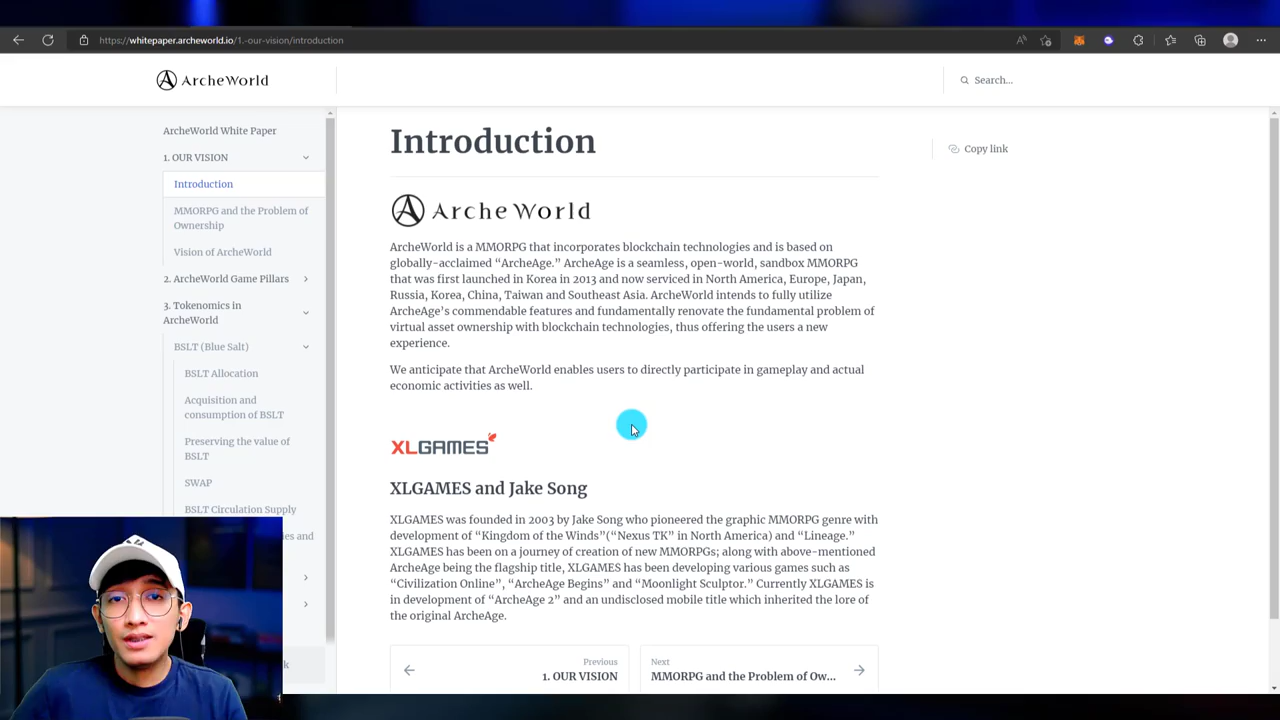 https://whitepaper.archeworld.io/1.-our-vision/introduction
ArcheWorld
Search...
ArcheWorld White Paper
1. OUR VISION
Introduction
MMORPG and the Problem of
Ownership
Vision of ArcheWorld
2. ArcheWorld Game Pillars
3. Tokenomics in
ArcheWorld
BSLT (Blue Salt)
BSLT Allocation
Acquisition and
consumption of BSLT
Preserving the value of
BSLT
SWAP
BSLT Circulation Supply
Introduction
Copy link
ArcheWorld
ArcheWorld is a MMORPG that incorporates blockchain technologies and is based on
globally-acclaimed “ArcheAge.” ArcheAge is a seamless, open-world, sandbox MMORPG
that was first launched in Korea in 2013 and now serviced in North America, Europe, Japan,
Russia, Korea, China, Taiwan and Southeast Asia. ArcheWorld intends to fully utilize
ArcheAge’s commendable features and fundamentally renovate the fundamental problem of
virtual asset ownership with blockchain technologies, thus offering the users a new
experience.
We anticipate that ArcheWorld enables users to directly participate in gameplay and actual
economic activities as well.
XLGAMES
XLGAMES and Jake Song
XLGAMES was founded in 2003 by Jake Song who pioneered the graphic MMORPG genre with
development of “Kingdom of the Winds”(“Nexus TK” in North America) and “Lineage.”
XLGAMES has been on a journey of creation of new MMORPGs; along with above-mentioned
ArcheAge being the flagship title, XLGAMES has been developing various games such as
“Civilization Online”, “ArcheAge Begins” and “Moonlight Sculptor.” Currently XLGAMES is
in development of “ArcheAge 2” and an undisclosed mobile title which inherited the lore of
the original ArcheAge.
Previous
1. OUR VISION
Next
MMORPG and the Problem of Ow...